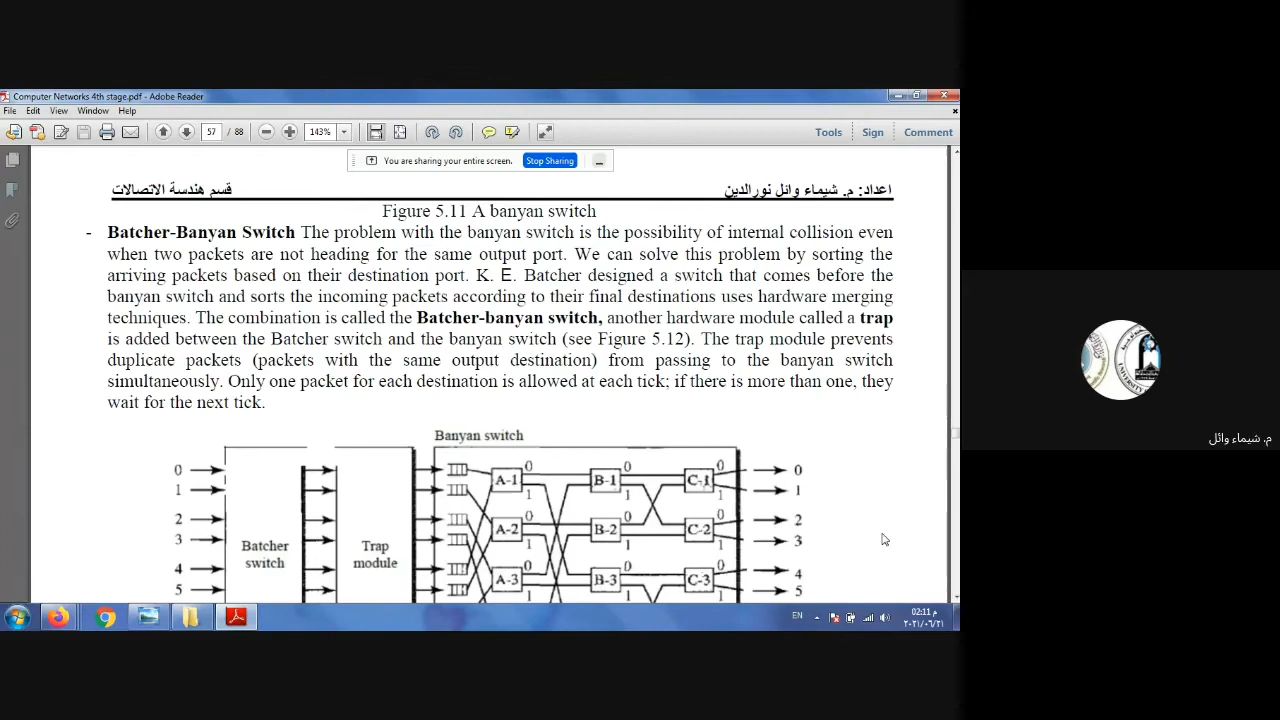 Computer Networks 4th stage.pdf - Adobe Reader
File Edit View Window Help
57 / 88 143% Tools Sign Comment
You are sharing your entire screen. Stop Sharing
اعداد: م. شيماء وائل نورالدين قسم هندسة الاتصالات
Figure 5.11 A banyan switch
- Batcher-Banyan Switch The problem with the banyan switch is the possibility of internal collision even
when two packets are not heading for the same output port. We can solve this problem by sorting the
arriving packets based on their destination port. K. E. Batcher designed a switch that comes before the
banyan switch and sorts the incoming packets according to their final destinations uses hardware merging
techniques. The combination is called the Batcher-banyan switch, another hardware module called a trap
is added between the Batcher switch and the banyan switch (see Figure 5.12). The trap module prevents
duplicate packets (packets with the same output destination) from passing to the banyan switch
simultaneously. Only one packet for each destination is allowed at each tick; if there is more than one, they
wait for the next tick.
Banyan switch
0 A-1 0 1 B-1 0 1 C-1 0 1 0
1 1
2 A-2 0 1 B-2 0 1 C-2 0 1 2
3 3
Batcher switch
Trap module
4 A-3 0 1 B-3 0 1 C-3 0 1 4
5 5
م. شيماء وائل
EN
02:11 م
٢٠٢١/٠٦/٢١